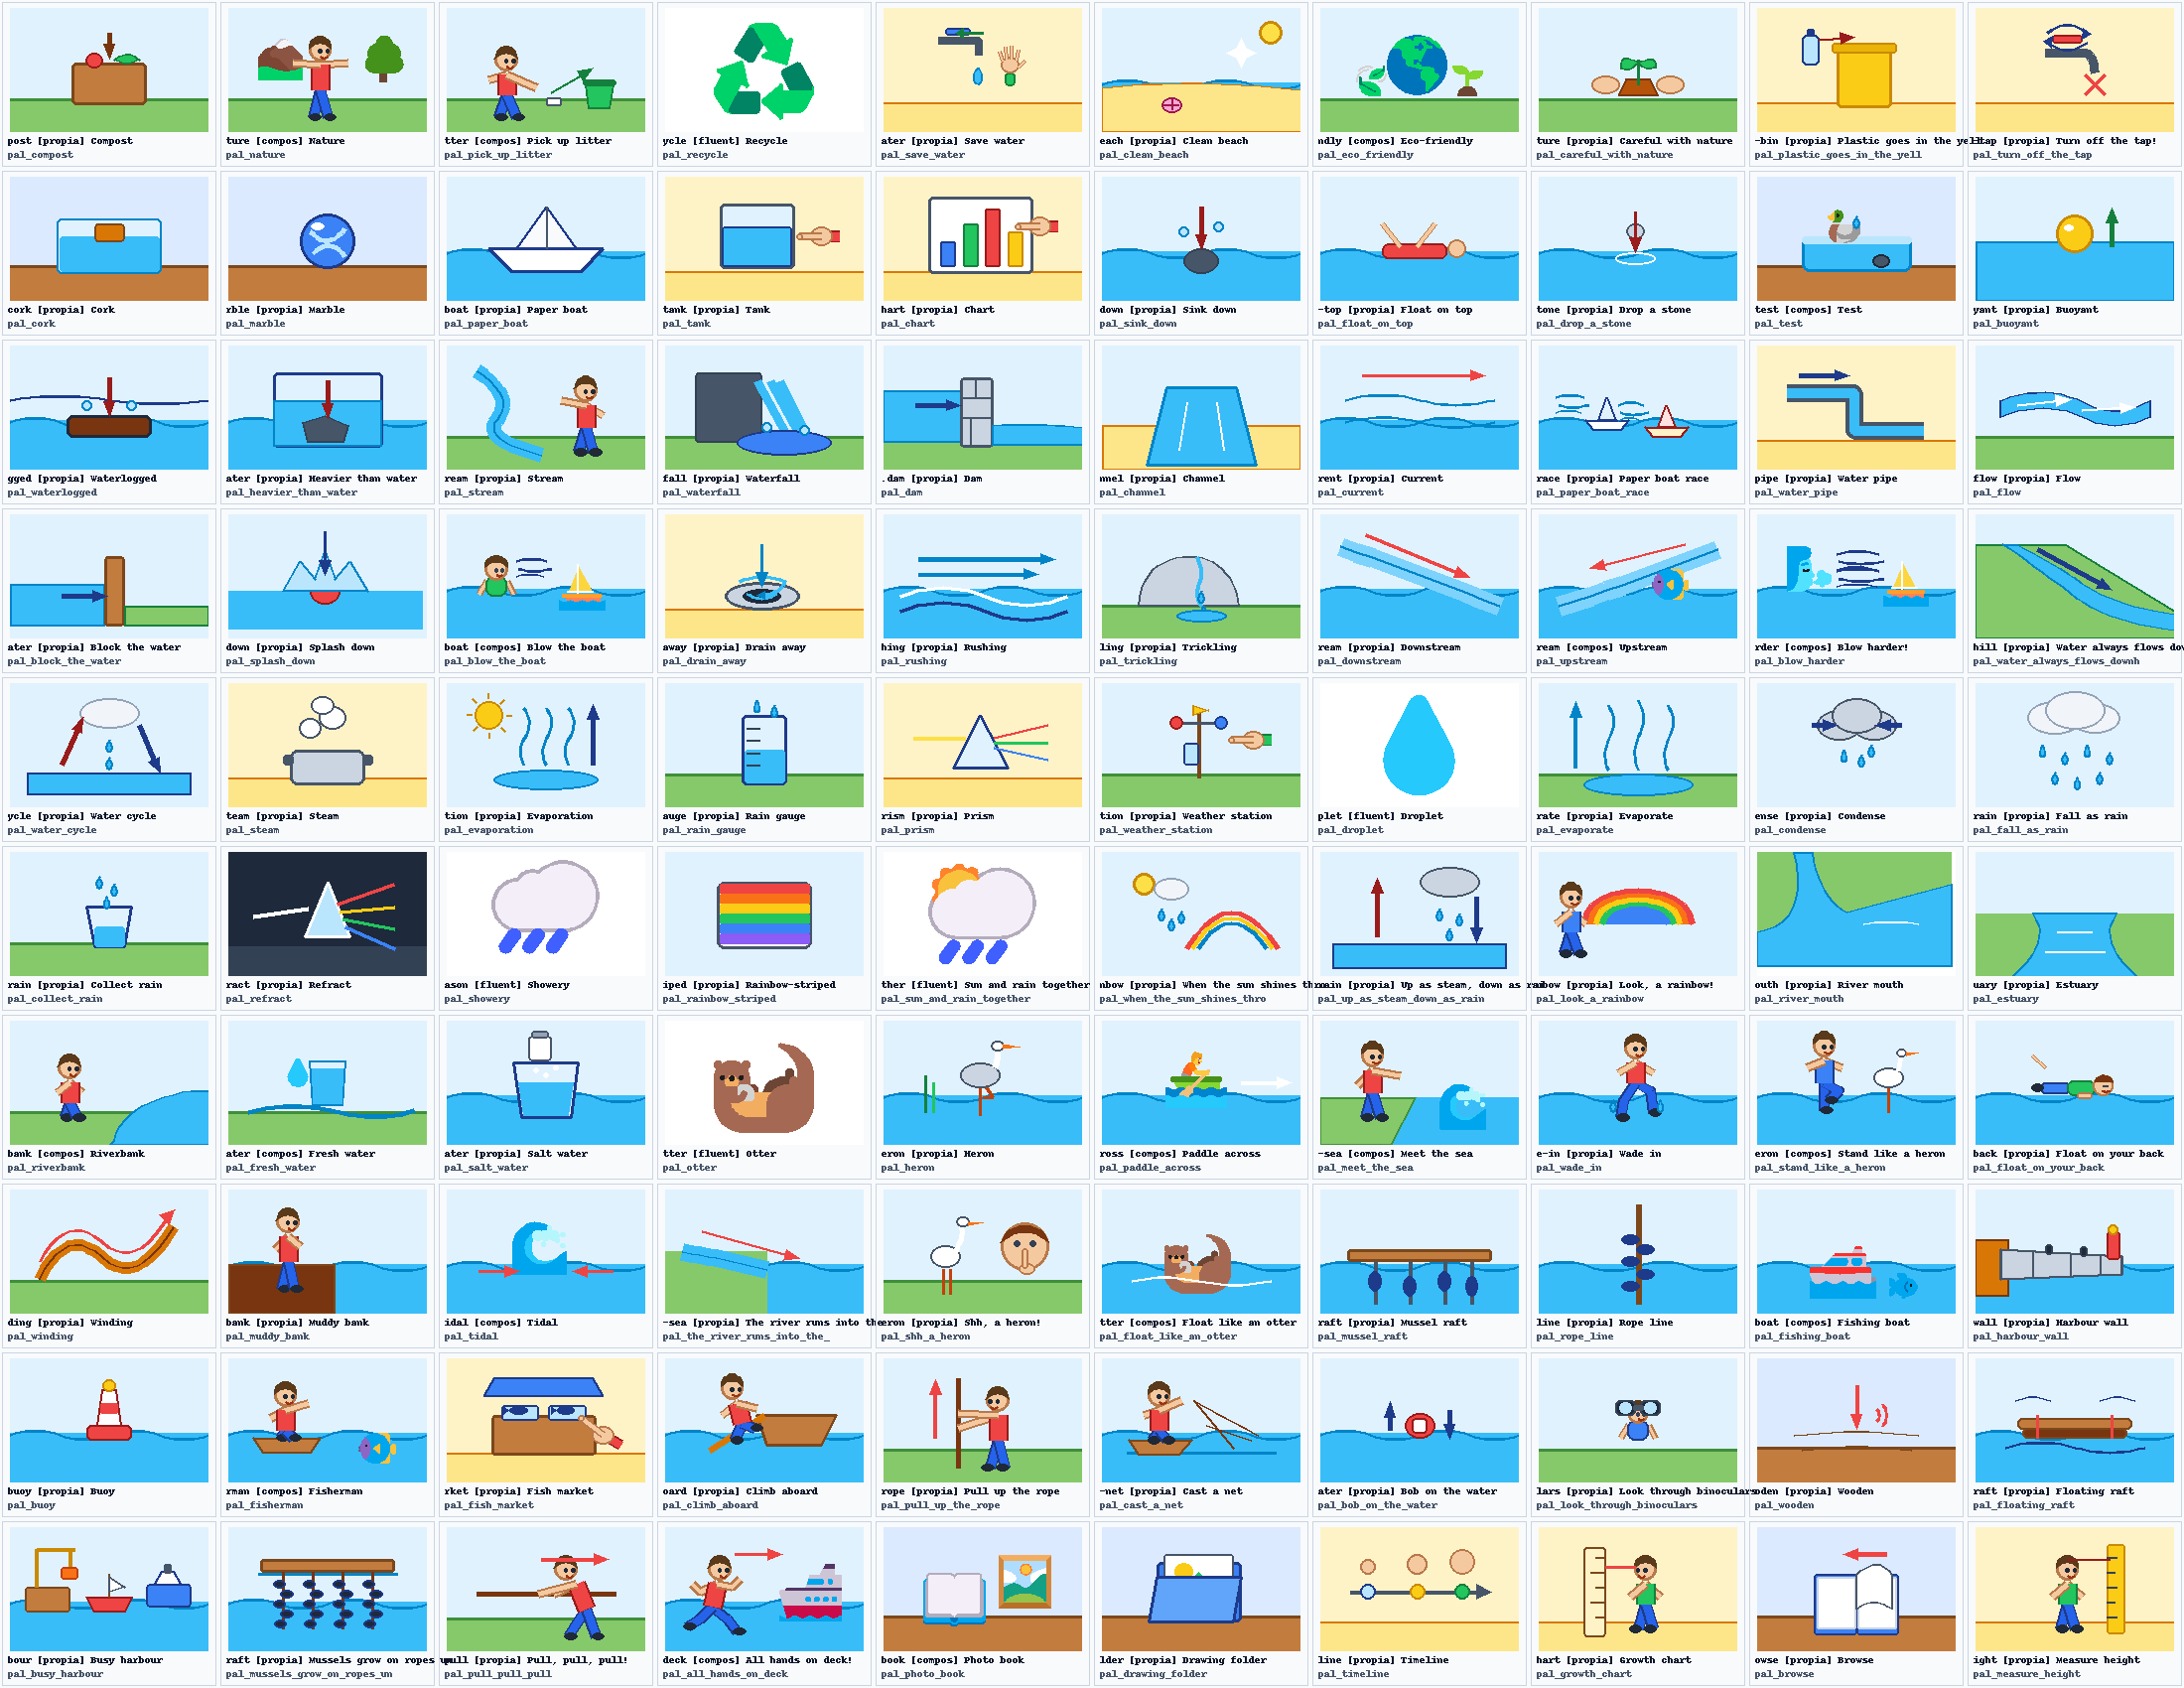 post [propia] Compost
pal_compost
ture [compos] Nature
pal_nature
tter [compos] Pick up litter
pal_pick_up_litter
ycle [fluent] Recycle
pal_recycle
ater [propia] Save water
pal_save_water
each [propia] Clean beach
pal_clean_beach
ndly [compos] Eco-friendly
pal_eco_friendly
ture [propia] Careful with nature
pal_careful_with_nature
-bin [propia] Plastic goes in the yell
pal_plastic_goes_in_the_yell
tap [propia] Turn off the tap!
pal_turn_off_the_tap
cork [propia] Cork
pal_cork
rble [propia] Marble
pal_marble
boat [propia] Paper boat
pal_paper_boat
tank [propia] Tank
pal_tank
hart [propia] Chart
pal_chart
down [propia] Sink down
pal_sink_down
-top [propia] Float on top
pal_float_on_top
tone [propia] Drop a stone
pal_drop_a_stone
test [compos] Test
pal_test
yant [propia] Buoyant
pal_buoyant
gged [propia] Waterlogged
pal_waterlogged
ater [propia] Heavier than water
pal_heavier_than_water
ream [propia] Stream
pal_stream
fall [propia] Waterfall
pal_waterfall
.dam [propia] Dam
pal_dam
nnel [propia] Channel
pal_channel
rent [propia] Current
pal_current
race [propia] Paper boat race
pal_paper_boat_race
pipe [propia] Water pipe
pal_water_pipe
flow [propia] Flow
pal_flow
ater [propia] Block the water
pal_block_the_water
down [propia] Splash down
pal_splash_down
boat [compos] Blow the boat
pal_blow_the_boat
away [propia] Drain away
pal_drain_away
hing [propia] Rushing
pal_rushing
ling [propia] Trickling
pal_trickling
ream [propia] Downstream
pal_downstream
ream [compos] Upstream
pal_upstream
rder [compos] Blow harder!
pal_blow_harder
hill [propia] Water always flows dow
pal_water_always_flows_downh
ycle [propia] Water cycle
pal_water_cycle
team [propia] Steam
pal_steam
tion [propia] Evaporation
pal_evaporation
auge [propia] Rain gauge
pal_rain_gauge
rism [propia] Prism
pal_prism
tion [propia] Weather station
pal_weather_station
plet [fluent] Droplet
pal_droplet
rate [propia] Evaporate
pal_evaporate
ense [propia] Condense
pal_condense
rain [propia] Fall as rain
pal_fall_as_rain
rain [propia] Collect rain
pal_collect_rain
ract [propia] Refract
pal_refract
ason [fluent] Showery
pal_showery
iped [propia] Rainbow-striped
pal_rainbow_striped
ther [fluent] Sun and rain together
pal_sun_and_rain_together
nbow [propia] When the sun shines thr
pal_when_the_sun_shines_thro
rain [propia] Up as steam, down as rai
pal_up_as_steam_down_as_rain
bow [propia] Look, a rainbow!
pal_look_a_rainbow
outh [propia] River mouth
pal_river_mouth
uary [propia] Estuary
pal_estuary
bank [compos] Riverbank
pal_riverbank
ater [compos] Fresh water
pal_fresh_water
ater [propia] Salt water
pal_salt_water
tter [fluent] Otter
pal_otter
eron [propia] Heron
pal_heron
ross [compos] Paddle across
pal_paddle_across
-sea [compos] Meet the sea
pal_meet_the_sea
e-in [propia] Wade in
pal_wade_in
eron [compos] Stand like a heron
pal_stand_like_a_heron
back [propia] Float on your back
pal_float_on_your_back
ding [propia] Winding
pal_winding
bank [propia] Muddy bank
pal_muddy_bank
idal [compos] Tidal
pal_tidal
-sea [propia] The river runs into the
pal_the_river_runs_into_the_
eron [propia] Shh, a heron!
pal_shh_a_heron
tter [compos] Float like an otter
pal_float_like_an_otter
raft [propia] Mussel raft
pal_mussel_raft
line [propia] Rope line
pal_rope_line
boat [compos] Fishing boat
pal_fishing_boat
wall [propia] Harbour wall
pal_harbour_wall
buoy [propia] Buoy
pal_buoy
rman [compos] Fisherman
pal_fisherman
rket [propia] Fish market
pal_fish_market
oard [propia] Climb aboard
pal_climb_aboard
rope [propia] Pull up the rope
pal_pull_up_the_rope
-net [propia] Cast a net
pal_cast_a_net
ater [propia] Bob on the water
pal_bob_on_the_water
lars [propia] Look through binoculars
pal_look_through_binoculars
oden [propia] Wooden
pal_wooden
raft [propia] Floating raft
pal_floating_raft
bour [propia] Busy harbour
pal_busy_harbour
raft [propia] Mussels grow on ropes un
pal_mussels_grow_on_ropes_un
pull [propia] Pull, pull, pull!
pal_pull_pull_pull
deck [compos] All hands on deck!
pal_all_hands_on_deck
book [compos] Photo book
pal_photo_book
lder [propia] Drawing folder
pal_drawing_folder
line [propia] Timeline
pal_timeline
hart [propia] Growth chart
pal_growth_chart
owse [propia] Browse
pal_browse
ight [propia] Measure height
pal_measure_height